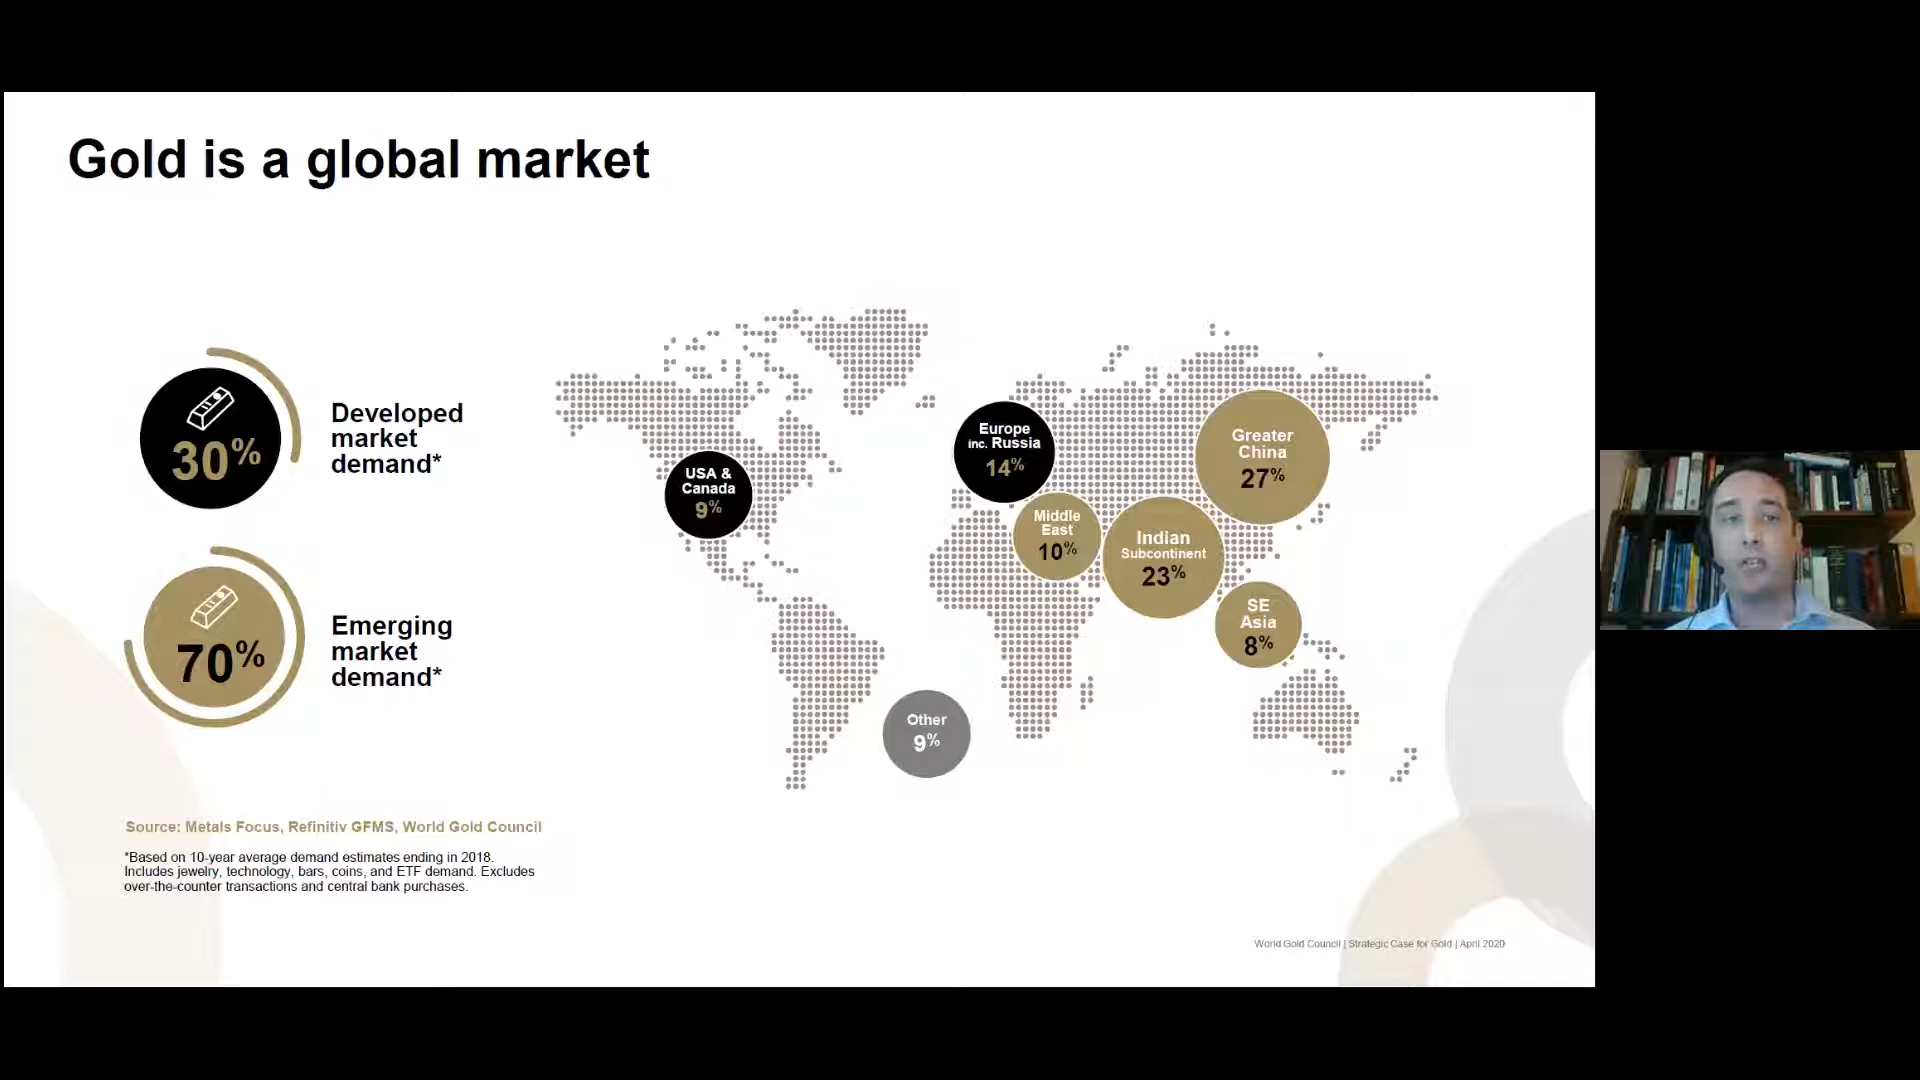 Gold is a global market
30%
Developed
market
demand*
70%
Emerging
market
demand*
USA &
Canada
9%
Europe
inc. Russia
14%
Middle
East
10%
Indian
Subcontinent
23%
Greater
China
27%
SE
Asia
8%
Other
9%
Source: Metals Focus, Refinitiv GFMS, World Gold Council
*Based on 10-year average demand estimates ending in 2018.
Includes jewelry, technology, bars, coins, and ETF demand. Excludes
over-the-counter transactions and central bank purchases.
World Gold Council | Strategic Case for Gold | April 2020